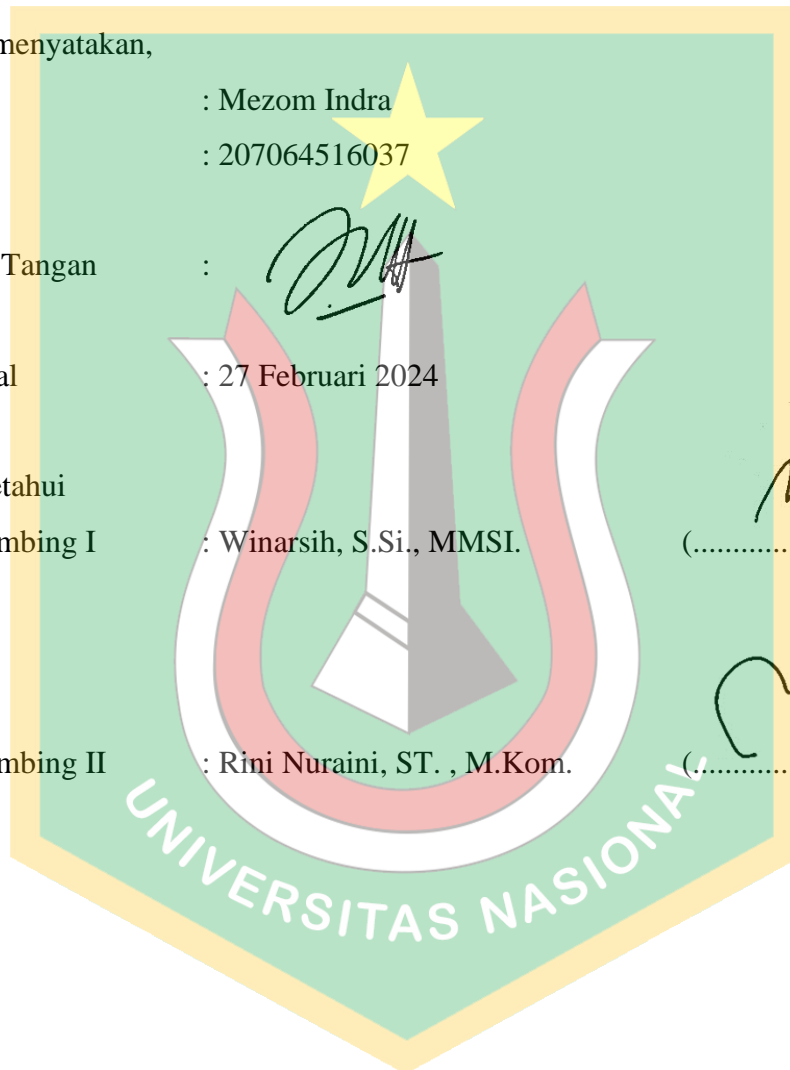 menyatakan,
: Mezom Indra
: 207064516037
Tangan :
al : 27 Februari 2024
etahui
mbing I : Winarsih, S.Si., MMSI. (............
mbing II : Rini Nuraini, ST. , M.Kom. (............
UNIVERSITAS NASIONAL